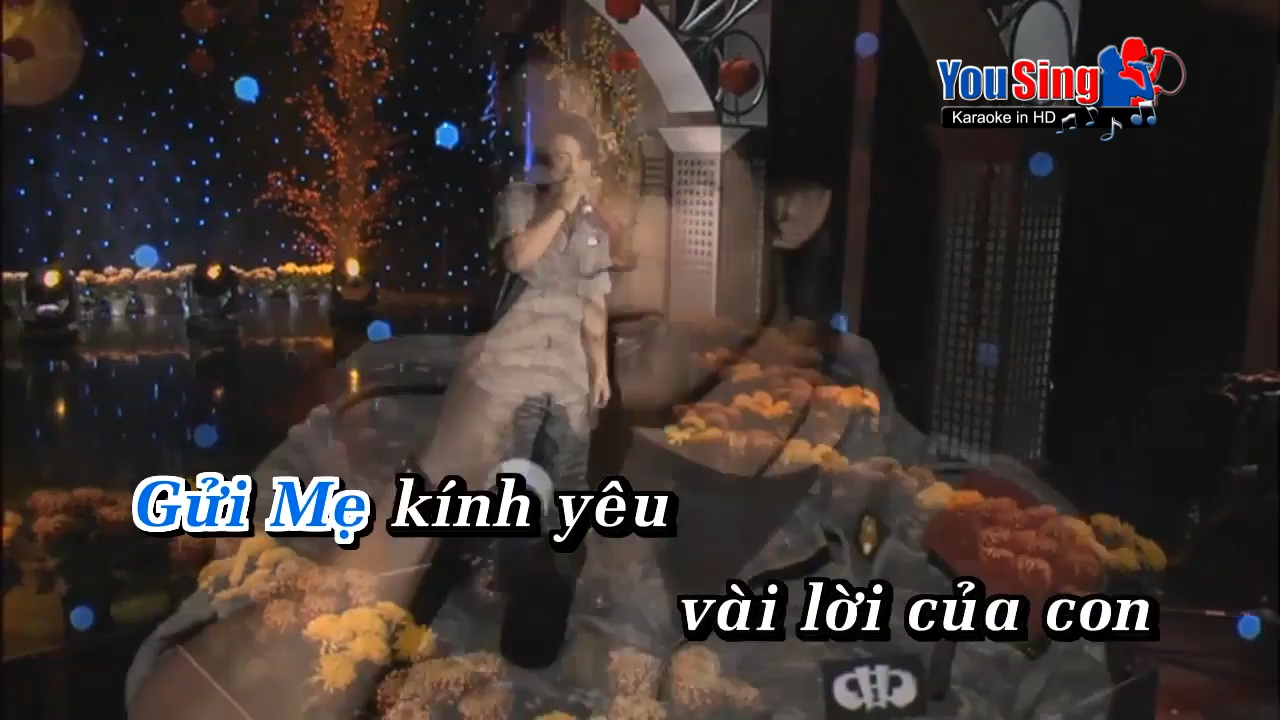 YouSing
Karaoke in HD
Gửi Mẹ kính yêu
vài lời của con